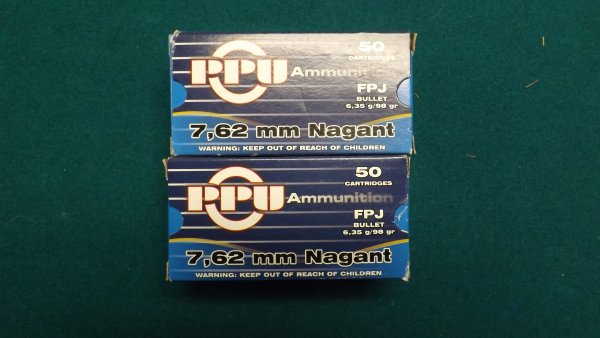 PPU Ammunition
50
CARTRIDGES
FPJ
BULLET
6,35 g/98 gr
7,62 mm Nagant
WARNING: KEEP OUT OF REACH OF CHILDREN
PPU Ammunition
50
CARTRIDGES
FPJ
BULLET
6,35 g/98 gr
7,62 mm Nagant
WARNING: KEEP OUT OF REACH OF CHILDREN